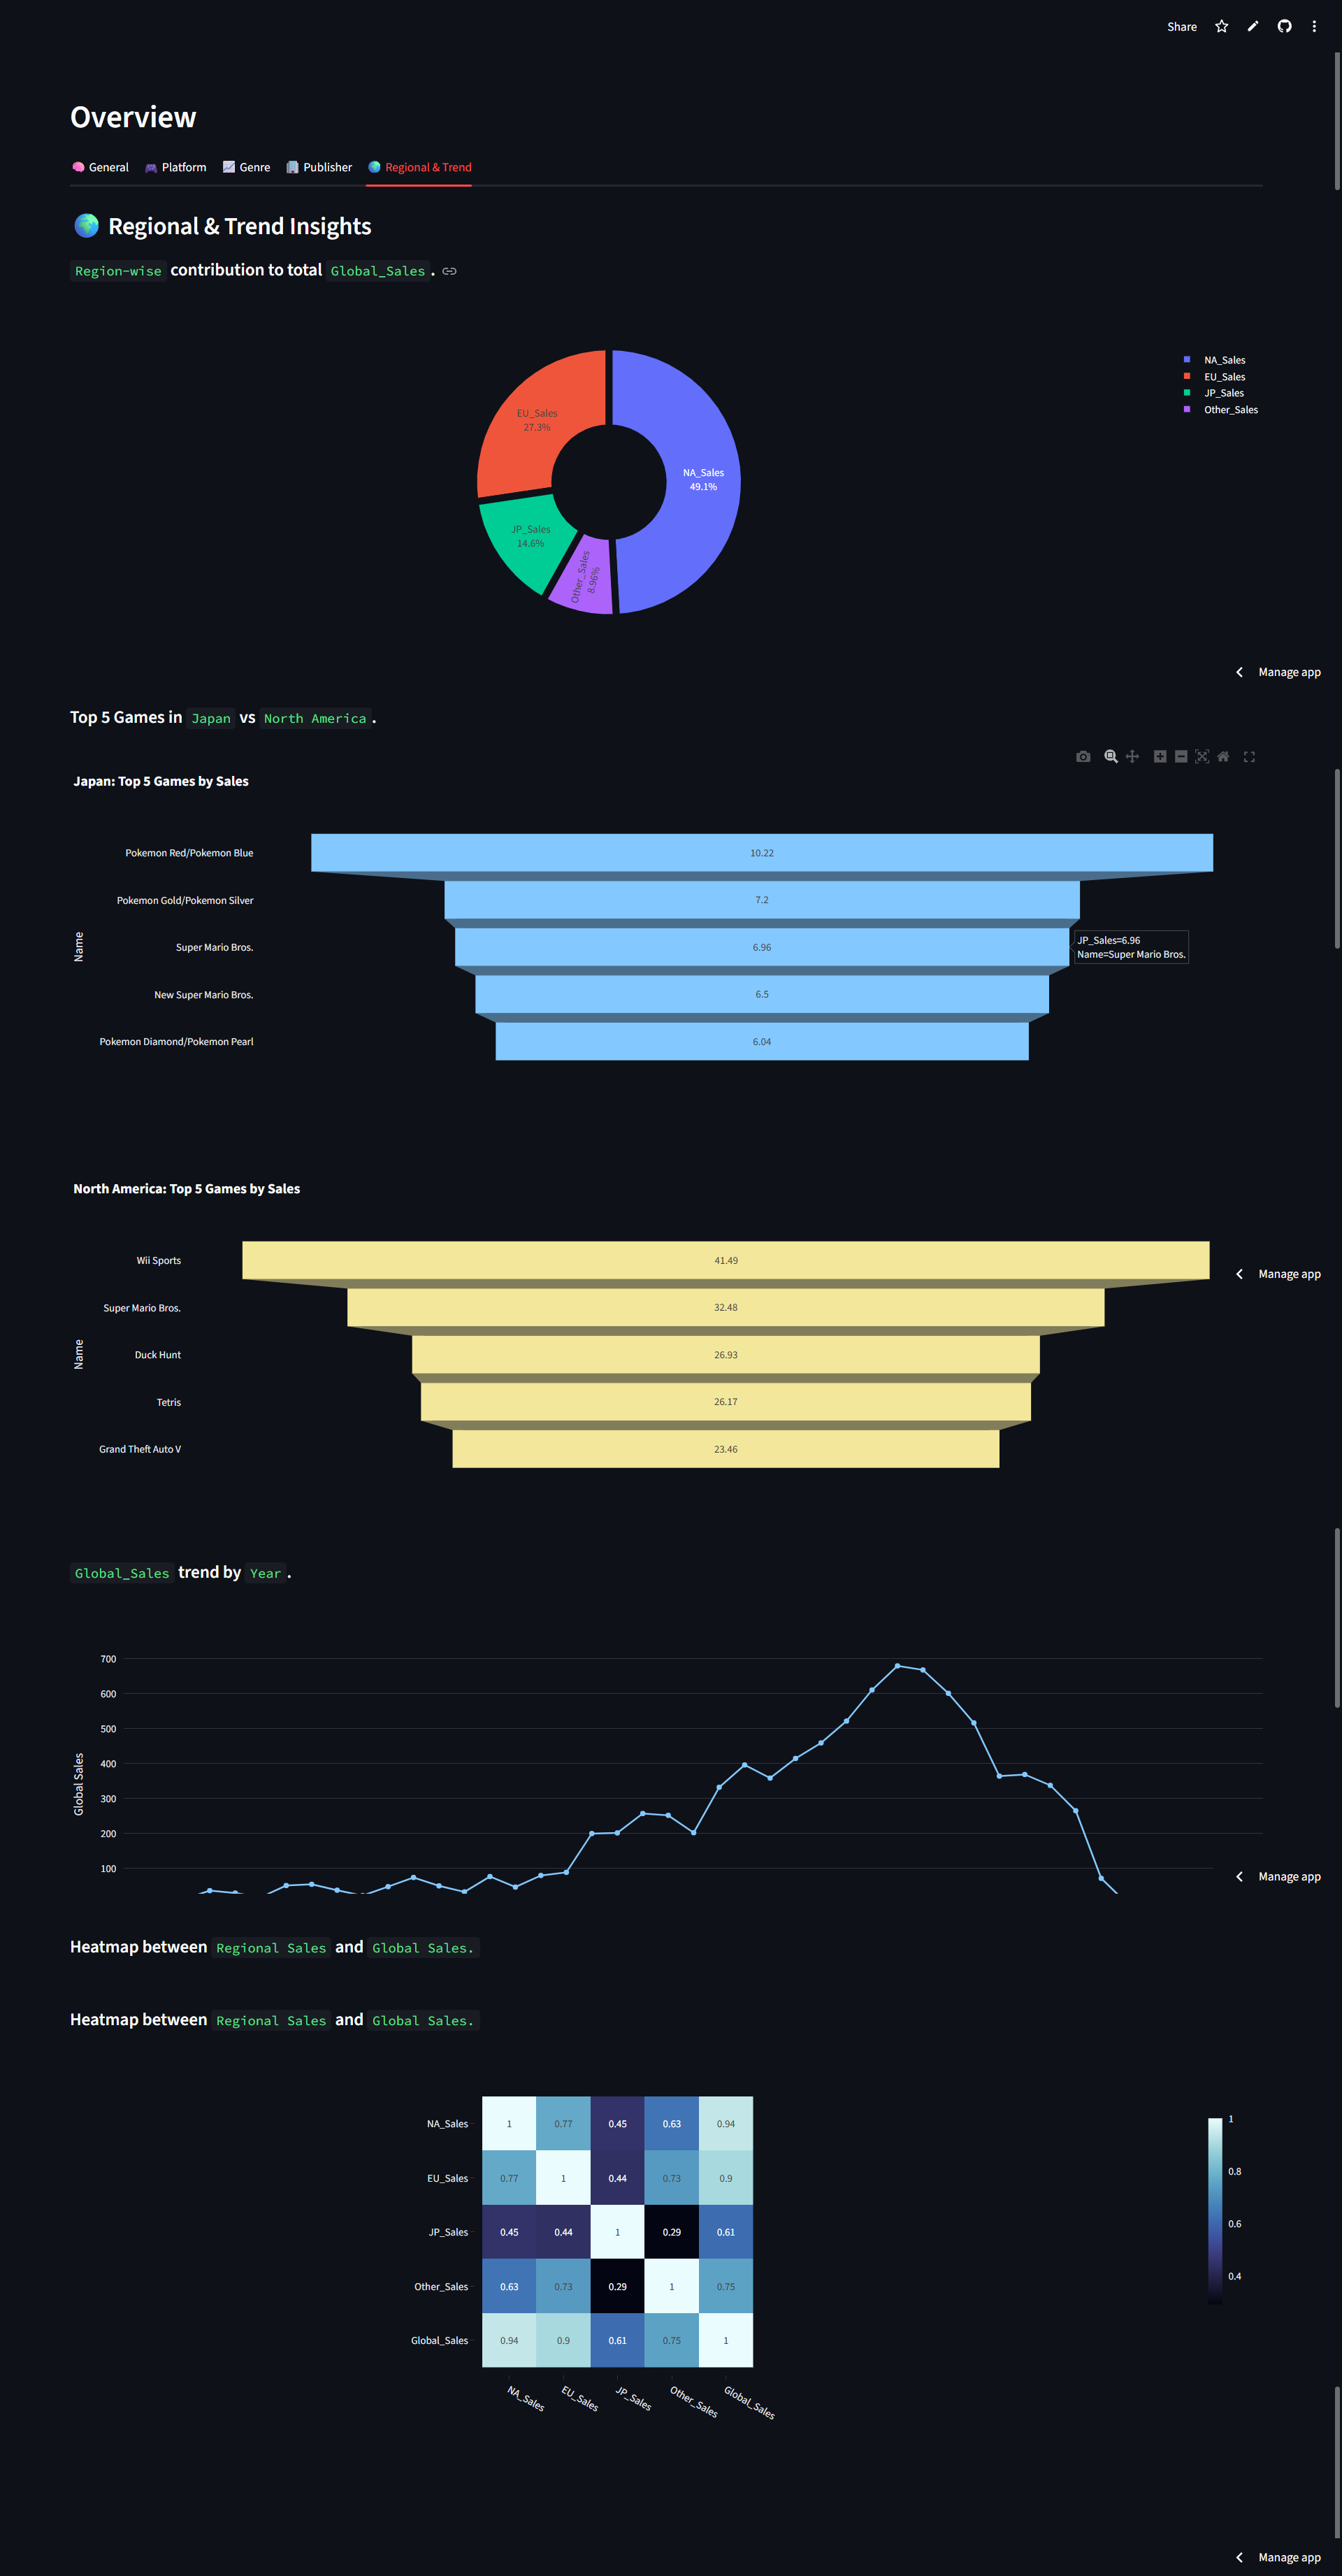 Share
Overview
General Platform Genre Publisher Regional & Trend
Regional & Trend Insights
Region-wise contribution to total Global_Sales.
NA_Sales
EU_Sales
JP_Sales
Other_Sales
EU_Sales
27.3%
NA_Sales
49.1%
JP_Sales
14.6%
Other_Sales
8.96%
Manage app
Top 5 Games in Japan vs North America.
Japan: Top 5 Games by Sales
Name
Pokemon Red/Pokemon Blue 10.22
Pokemon Gold/Pokemon Silver 7.2
Super Mario Bros. 6.96
JP_Sales=6.96
Name=Super Mario Bros.
New Super Mario Bros. 6.5
Pokemon Diamond/Pokemon Pearl 6.04
North America: Top 5 Games by Sales
Name
Wii Sports 41.49
Manage app
Super Mario Bros. 32.48
Duck Hunt 26.93
Tetris 26.17
Grand Theft Auto V 23.46
Global_Sales trend by Year.
Global Sales
700
600
500
400
300
200
100
Manage app
Heatmap between Regional Sales and Global Sales.
Heatmap between Regional Sales and Global Sales.
NA_Sales 1 0.77 0.45 0.63 0.94
EU_Sales 0.77 1 0.44 0.73 0.9
JP_Sales 0.45 0.44 1 0.29 0.61
Other_Sales 0.63 0.73 0.29 1 0.75
Global_Sales 0.94 0.9 0.61 0.75 1
NA_Sales EU_Sales JP_Sales Other_Sales Global_Sales
1
0.8
0.6
0.4
Manage app